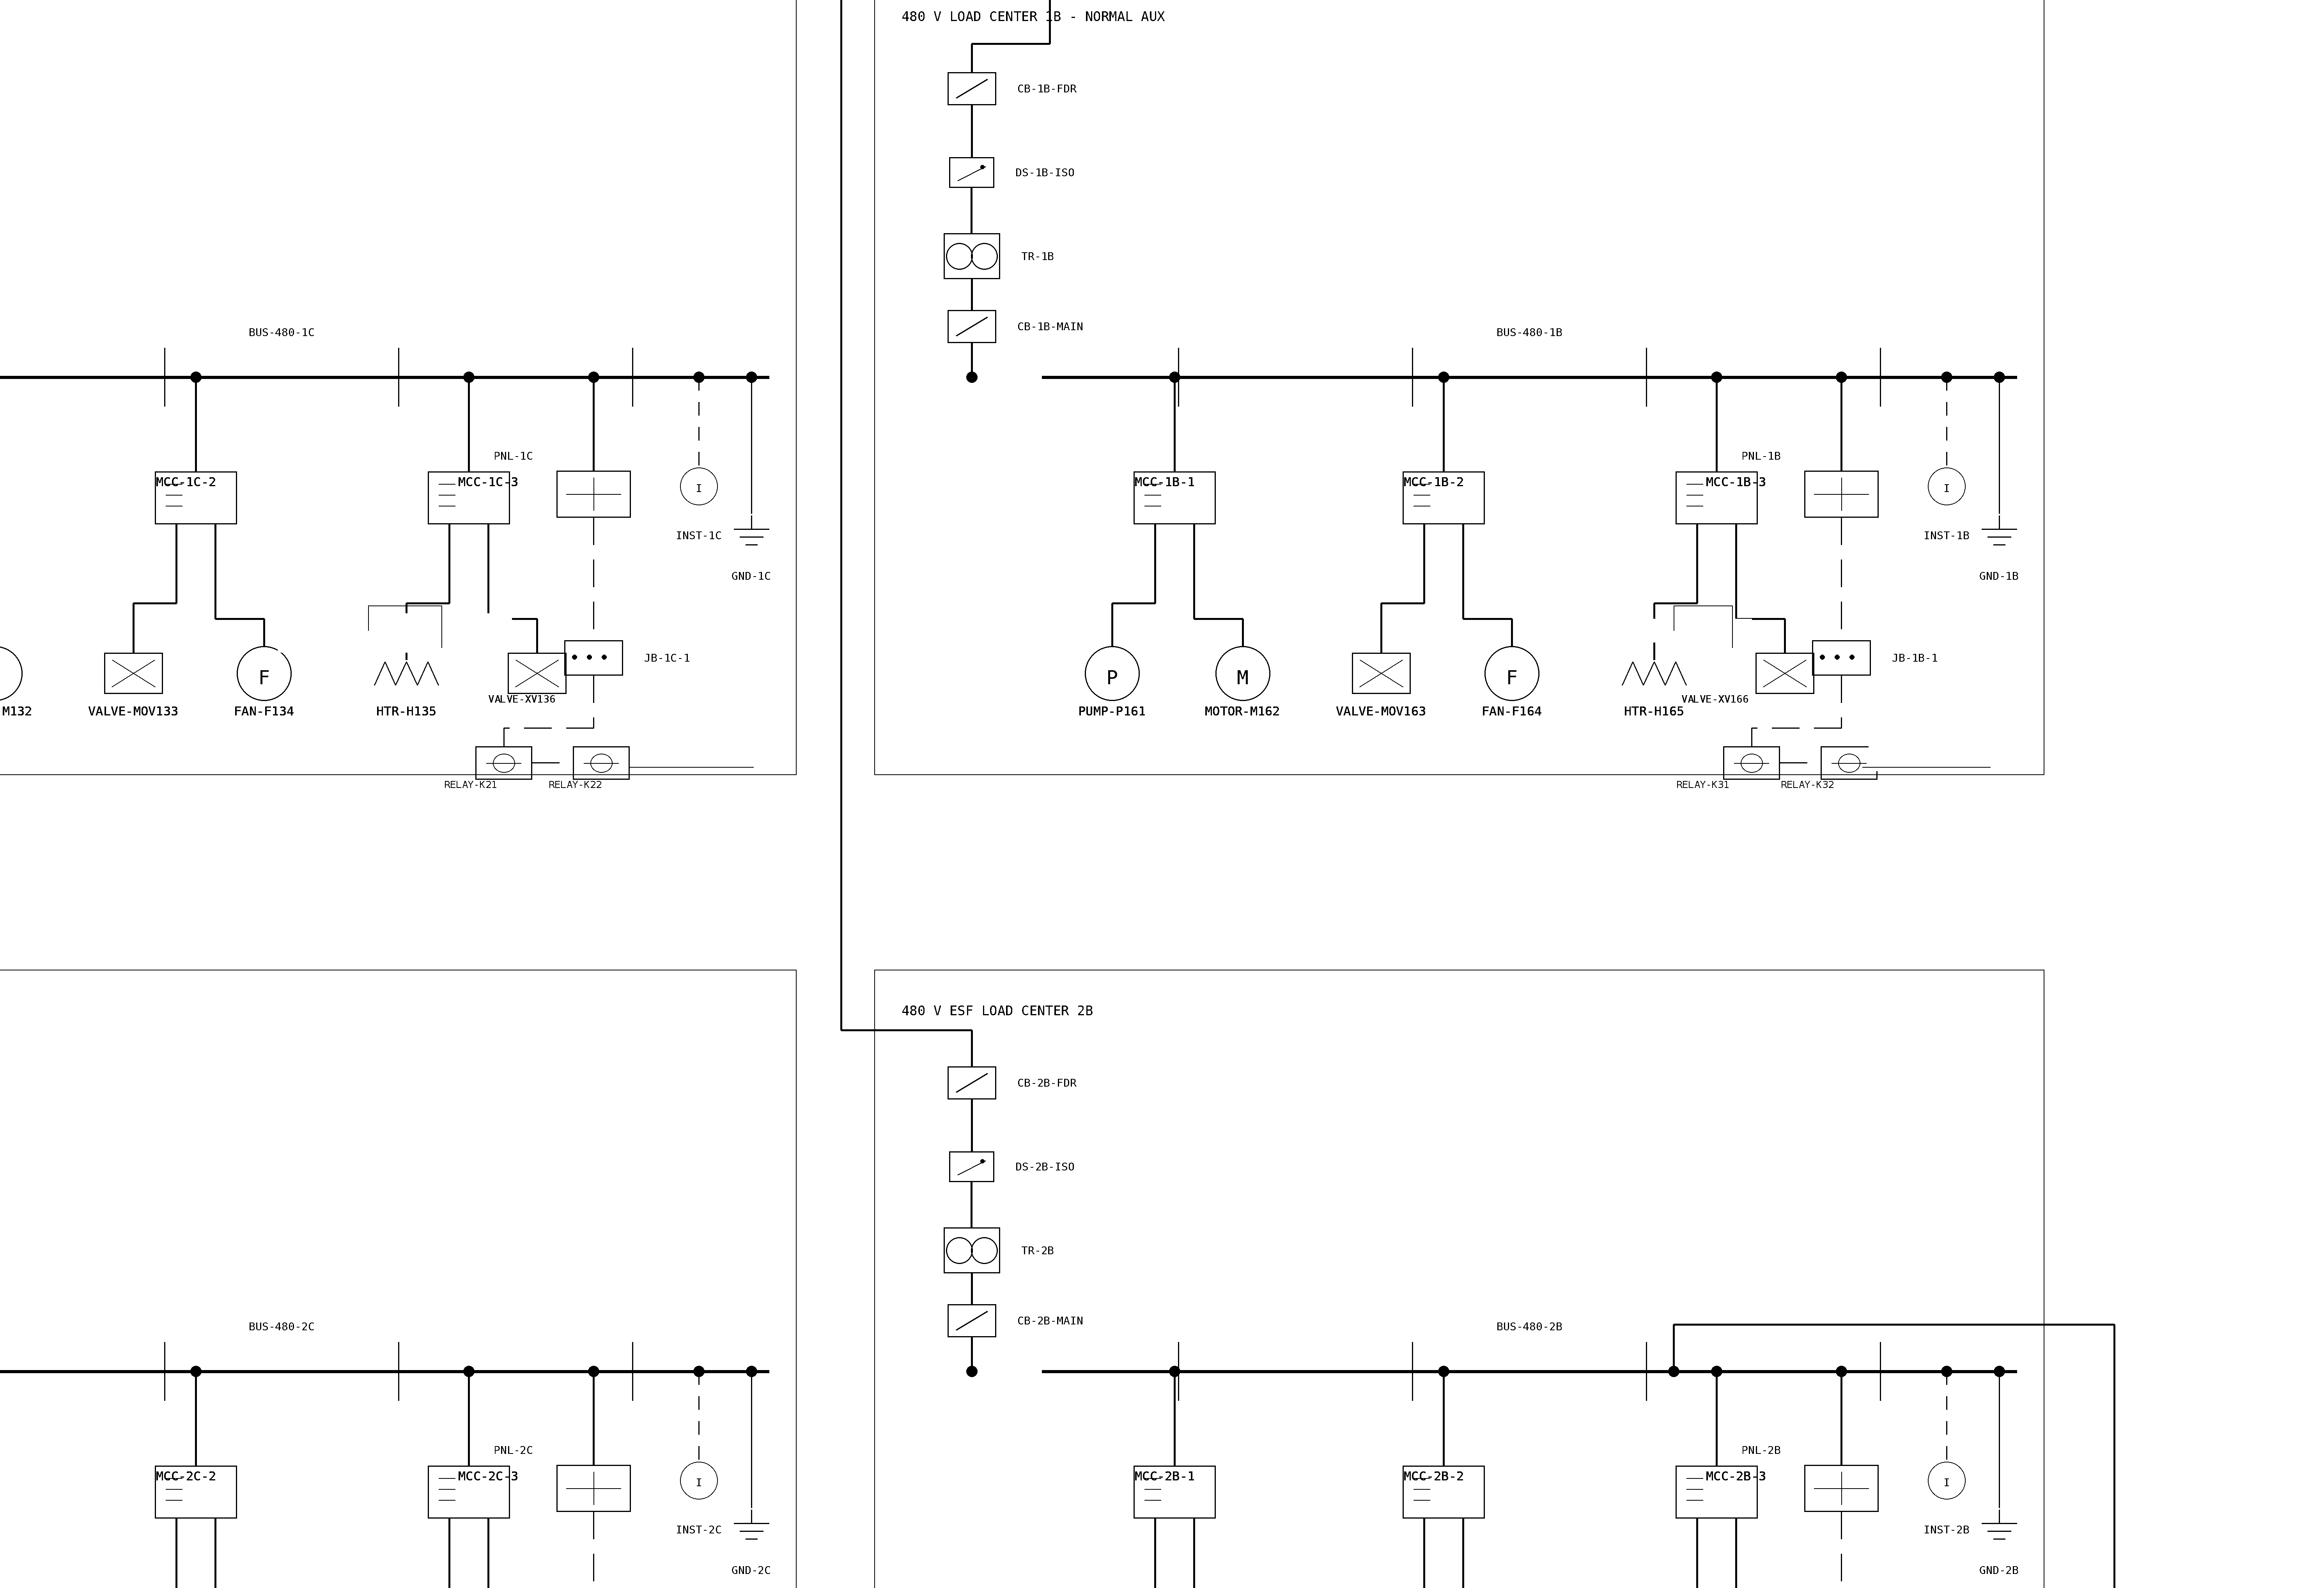 480 V LOAD CENTER 1B - NORMAL AUX
CB-1B-FDR
DS-1B-ISO
TR-1B
CB-1B-MAIN
BUS-480-1C
BUS-480-1B
PNL-1C
PNL-1B
MCC-1C-2
MCC-1C-3
I
MCC-1B-1
MCC-1B-2
MCC-1B-3
I
INST-1C
INST-1B
GND-1C
GND-1B
JB-1C-1
JB-1B-1
F
P
M
F
VALVE-XV136
VALVE-XV166
M132
VALVE-MOV133
FAN-F134
HTR-H135
PUMP-P161
MOTOR-M162
VALVE-MOV163
FAN-F164
HTR-H165
RELAY-K21
RELAY-K22
RELAY-K31
RELAY-K32
480 V ESF LOAD CENTER 2B
CB-2B-FDR
DS-2B-ISO
TR-2B
CB-2B-MAIN
BUS-480-2C
BUS-480-2B
PNL-2C
PNL-2B
MCC-2C-2
MCC-2C-3
I
MCC-2B-1
MCC-2B-2
MCC-2B-3
I
INST-2C
INST-2B
GND-2C
GND-2B